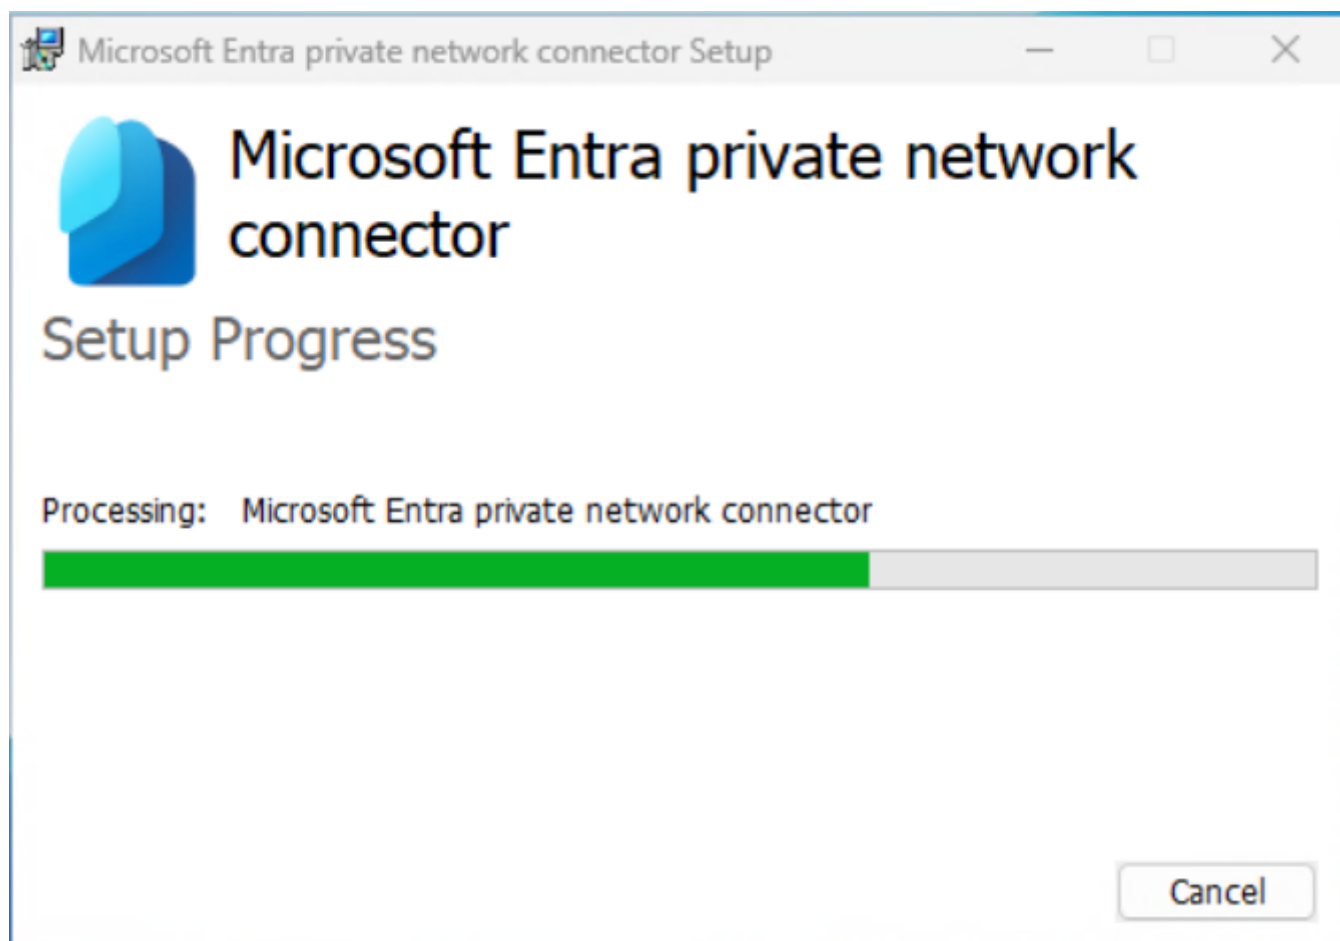 Microsoft Entra private network connector Setup
Microsoft Entra private network
connector
Setup Progress
Processing: Microsoft Entra private network connector
Cancel